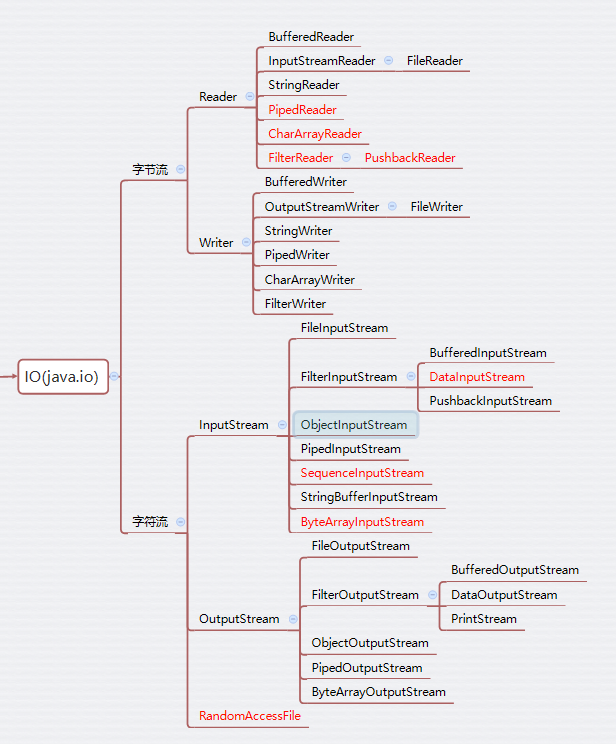 IO(java.io)
字节流
Reader
BufferedReader
InputStreamReader
FileReader
StringReader
PipedReader
CharArrayReader
FilterReader
PushbackReader
Writer
BufferedWriter
OutputStreamWriter
FileWriter
StringWriter
PipedWriter
CharArrayWriter
FilterWriter
字符流
InputStream
FileInputStream
FilterInputStream
BufferedInputStream
DataInputStream
PushbackInputStream
ObjectInputStream
PipedInputStream
SequenceInputStream
StringBufferInputStream
ByteArrayInputStream
OutputStream
FileOutputStream
FilterOutputStream
BufferedOutputStream
DataOutputStream
PrintStream
ObjectOutputStream
PipedOutputStream
ByteArrayOutputStream
RandomAccessFile